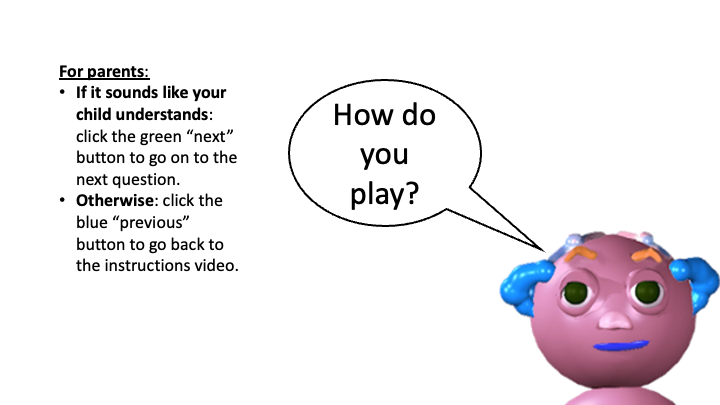 For parents:
• If it sounds like your
child understands:
click the green “next”
button to go on to the
next question.
• Otherwise: click the
blue “previous”
button to go back to
the instructions video.
How do
you
play?